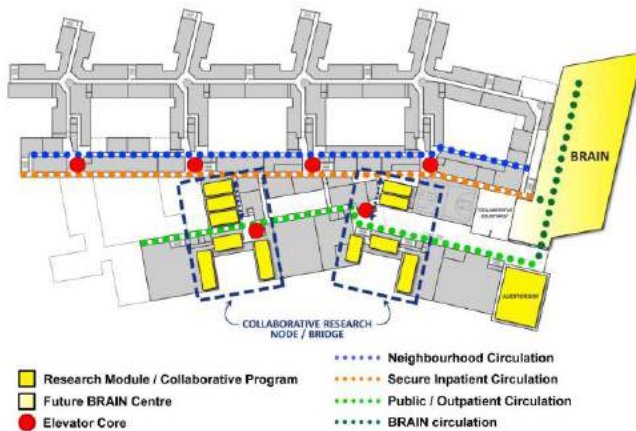 BRAIN
COLLABORATIVE
AUDITORIUM
COLLABORATIVE RESEARCH
NODE / BRIDGE
Research Module / Collaborative Program
Future BRAIN Centre
Elevator Core
Neighbourhood Circulation
Secure Inpatient Circulation
Public / Outpatient Circulation
BRAIN circulation